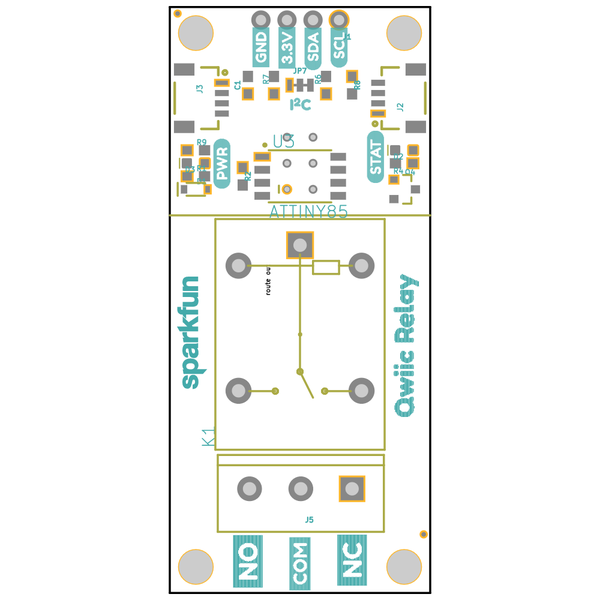 GND 3.3V SDA SCL
J1
JP7
J3 C1 R7 R6 R8 J2
I²C
U3
R9
PWR
R2
STAT
R4
ATTINY85
route ou
sparkfun
Qwiic Relay
K1
J5
NO COM NC